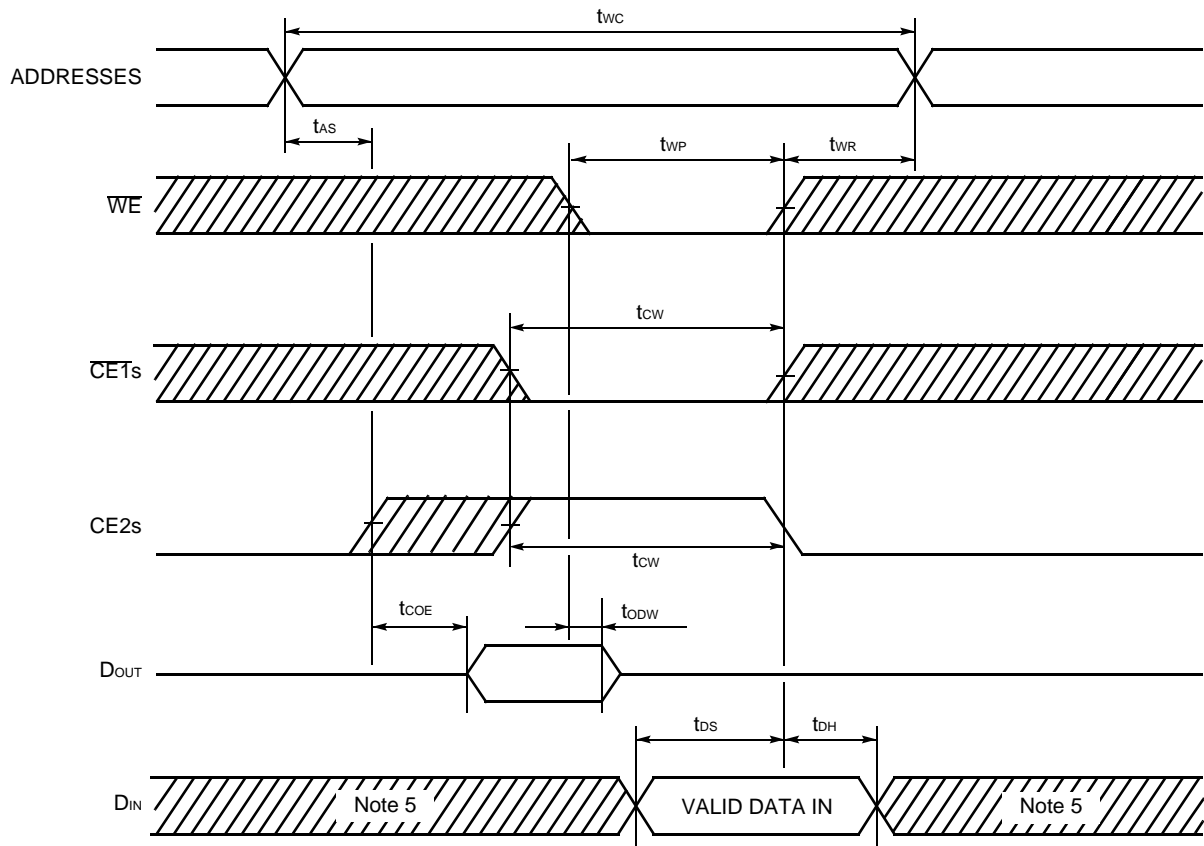 tWC
ADDRESSES
tAS
tWP
tWR
WE
tCW
CE1s
CE2s
tCW
tCOE
tODW
DOUT
tDS
tDH
DIN
Note 5
VALID DATA IN
Note 5